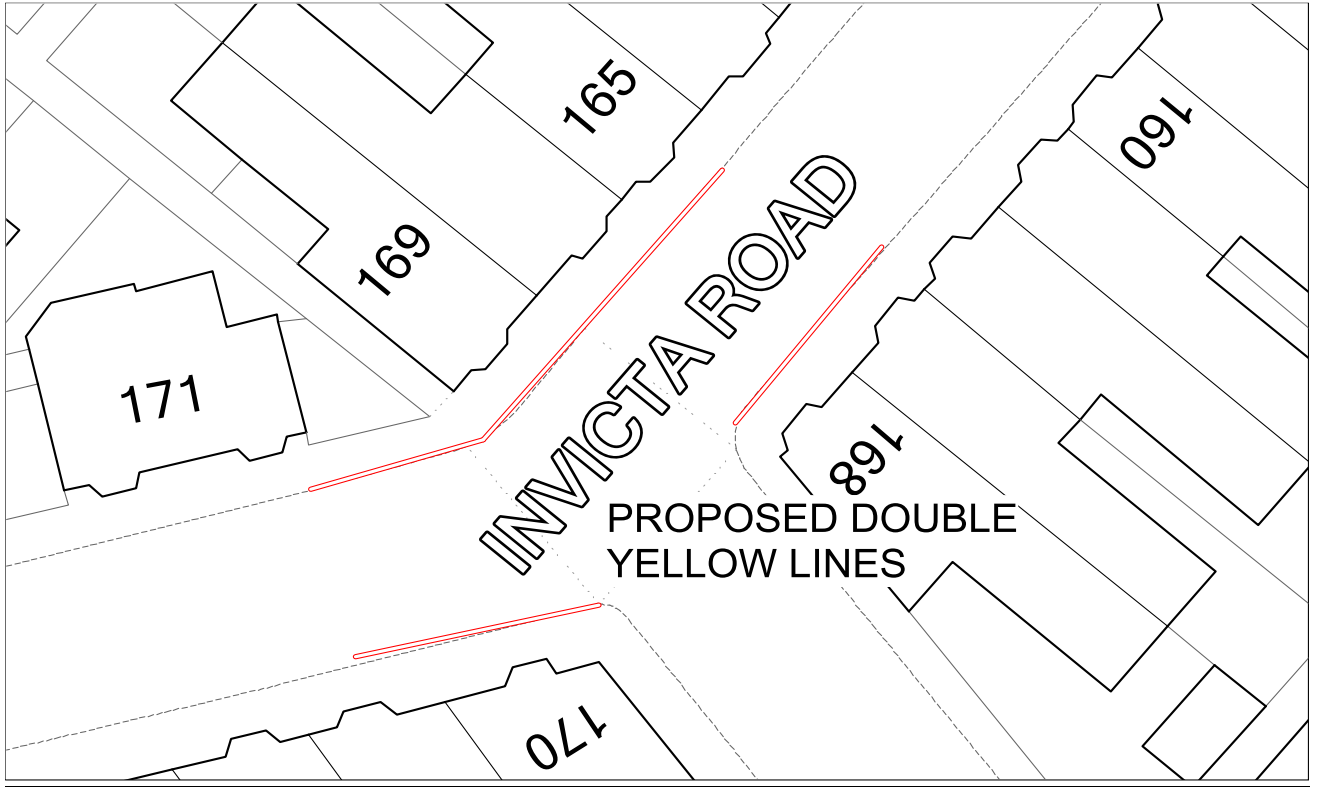 165
160
169
171
INVICTA ROAD
168
PROPOSED DOUBLE
YELLOW LINES
170